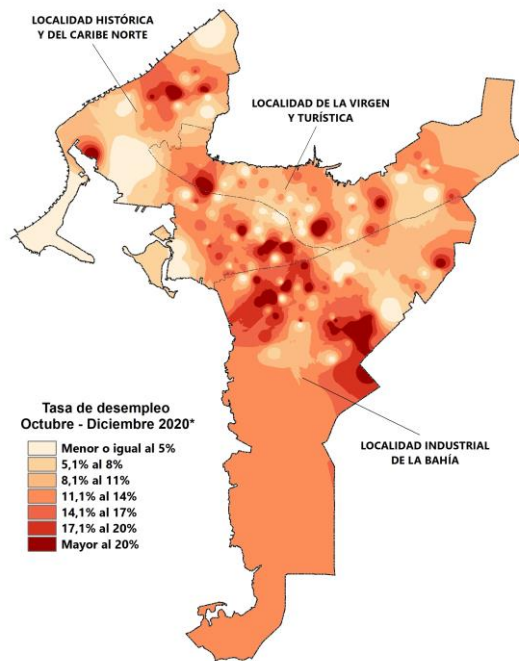 LOCALIDAD HISTÓRICA
Y DEL CARIBE NORTE
LOCALIDAD DE LA VIRGEN
Y TURÍSTICA
Tasa de desempleo
Octubre - Diciembre 2020*
Menor o igual al 5%
5,1% al 8%
8,1% al 11%
11,1% al 14%
14,1% al 17%
17,1% al 20%
Mayor al 20%
LOCALIDAD INDUSTRIAL
DE LA BAHÍA